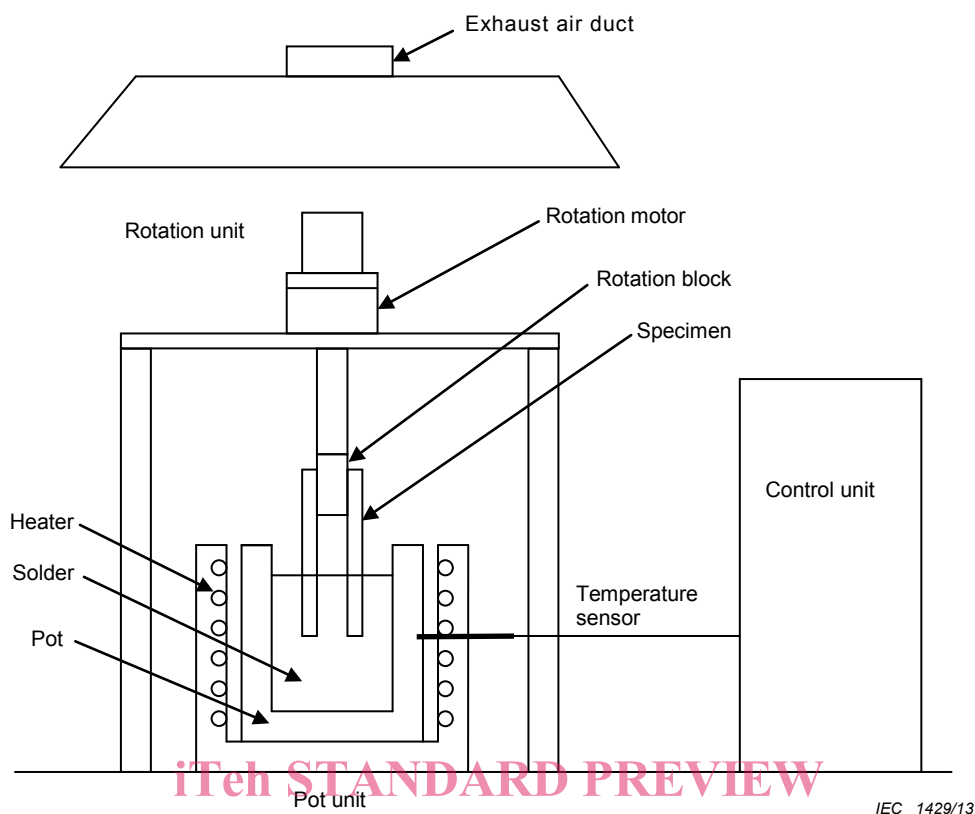 Exhaust air duct
Rotation motor
Rotation unit
Rotation block
Specimen
Control unit
Heater
Solder
Temperature
sensor
Pot
iTeh STANDARD PREVIEW
Pot unit
IEC 1429/13